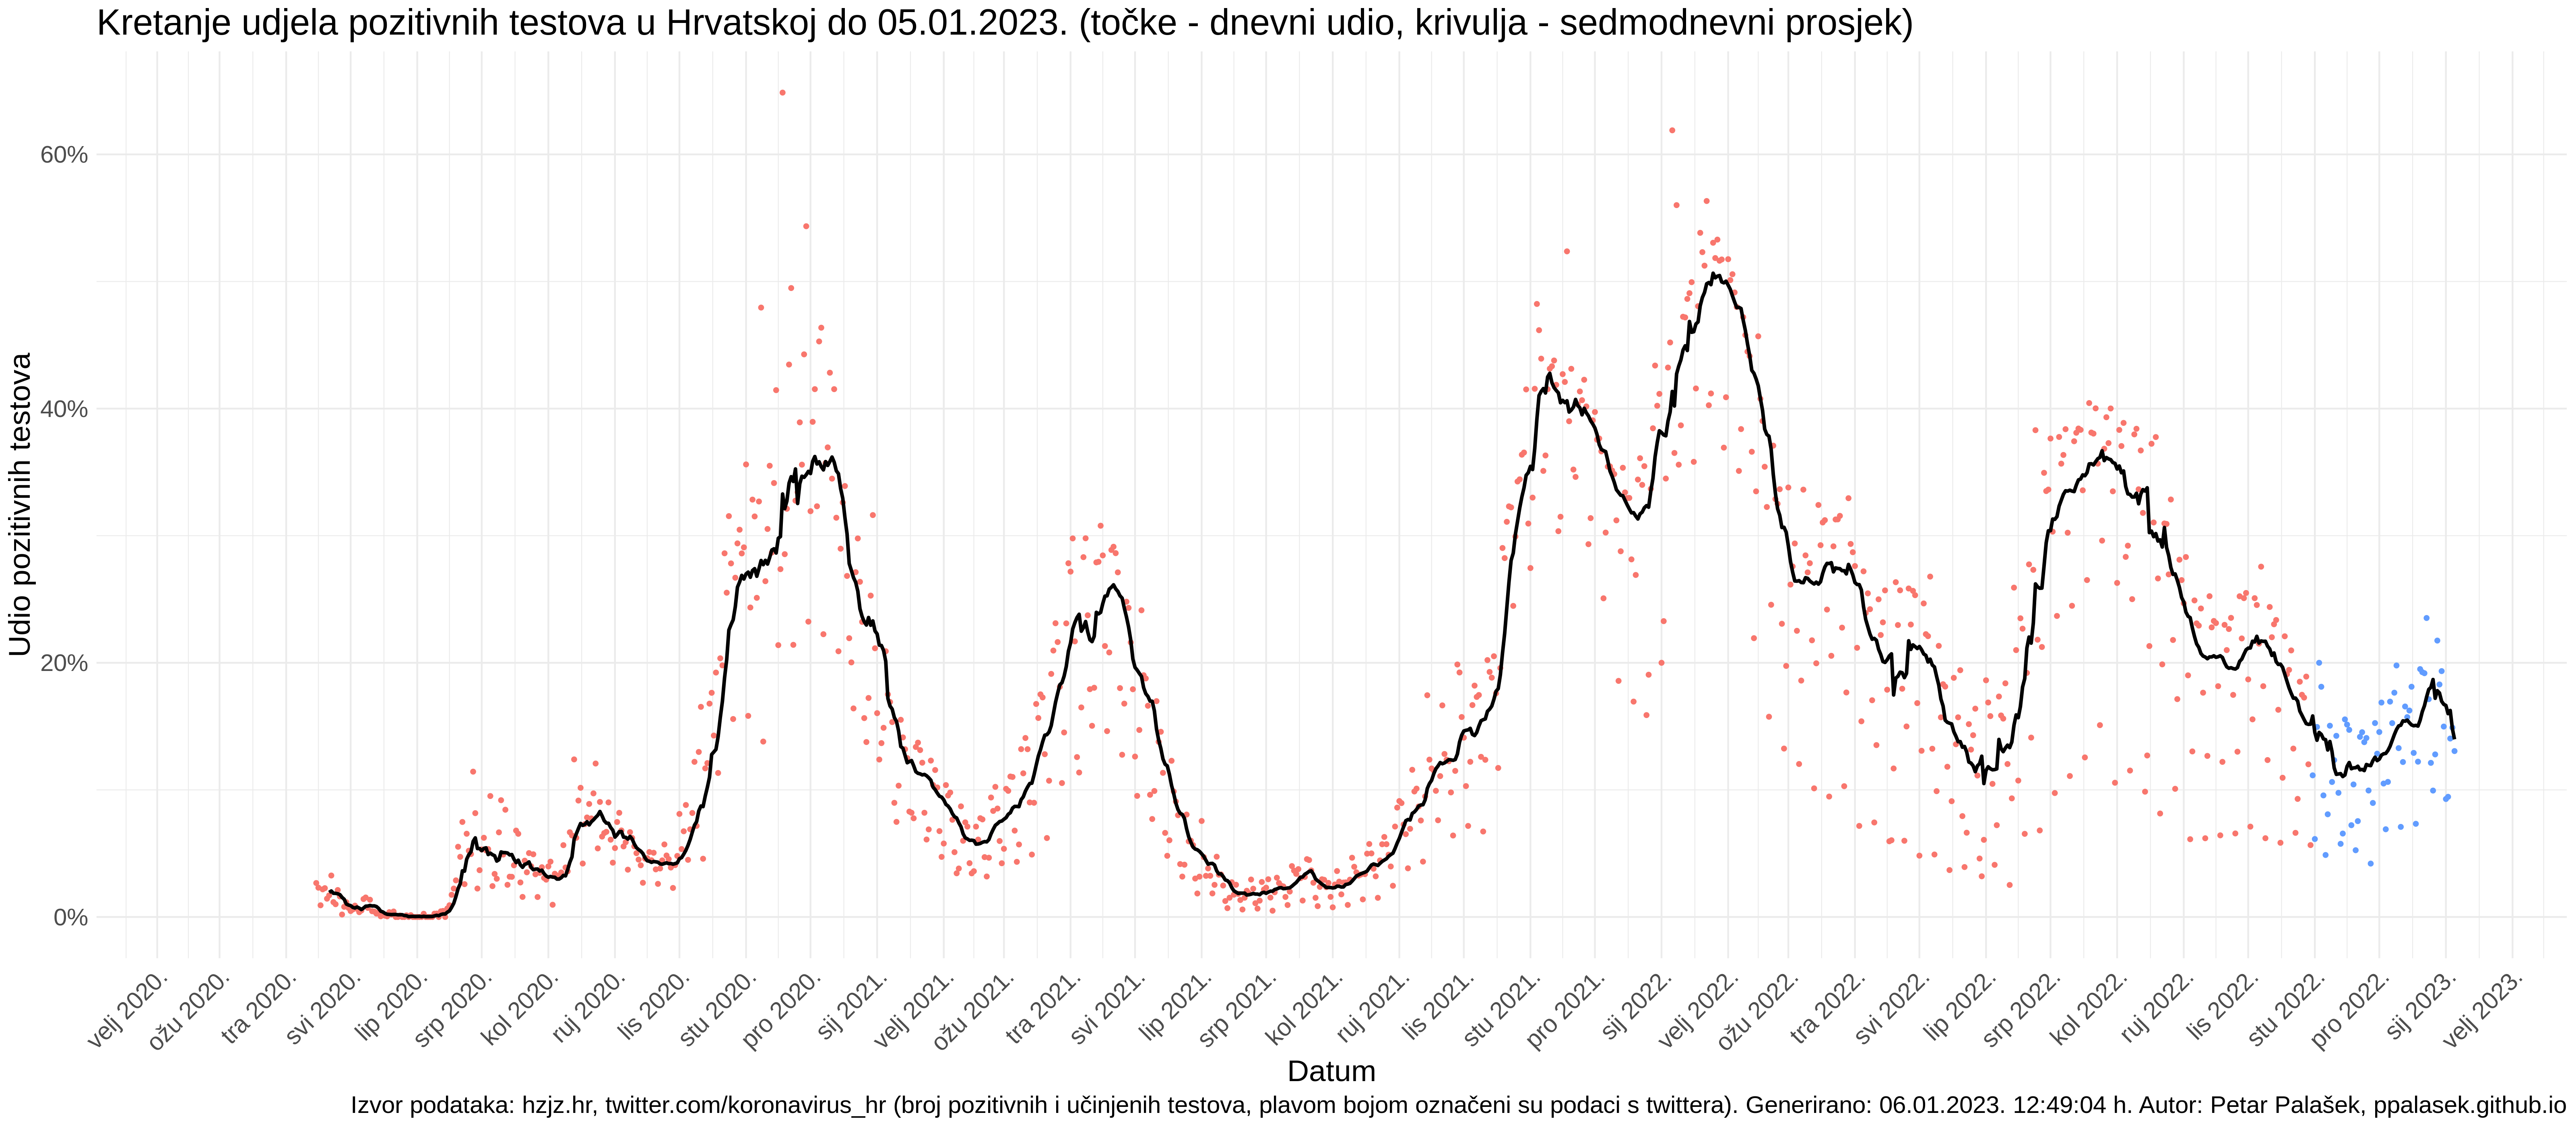 Kretanje udjela pozitivnih testova u Hrvatskoj do 05.01.2023. (točke - dnevni udio, krivulja - sedmodnevni prosjek)
Udio pozitivnih testova
60%
40%
20%
0%
velj 2020.
ožu 2020.
tra 2020.
svi 2020.
lip 2020.
srp 2020.
kol 2020.
ruj 2020.
lis 2020.
stu 2020.
pro 2020.
sij 2021.
velj 2021.
ožu 2021.
tra 2021.
svi 2021.
lip 2021.
srp 2021.
kol 2021.
ruj 2021.
lis 2021.
stu 2021.
pro 2021.
sij 2022.
velj 2022.
ožu 2022.
tra 2022.
svi 2022.
lip 2022.
srp 2022.
kol 2022.
ruj 2022.
lis 2022.
stu 2022.
pro 2022.
sij 2023.
velj 2023.
Datum
Izvor podataka: hzjz.hr, twitter.com/koronavirus_hr (broj pozitivnih i učinjenih testova, plavom bojom označeni su podaci s twittera). Generirano: 06.01.2023. 12:49:04 h. Autor: Petar Palašek, ppalasek.github.io